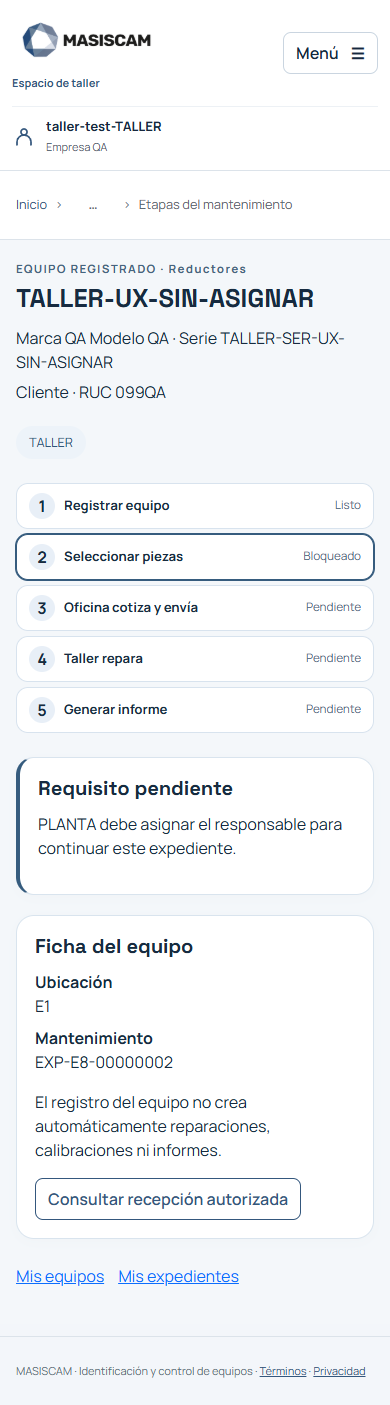 MASISCAM
Menú
Espacio de taller
taller-test-TALLER
Empresa QA
Inicio › … › Etapas del mantenimiento
EQUIPO REGISTRADO · Reductores
TALLER-UX-SIN-ASIGNAR
Marca QA Modelo QA · Serie TALLER-SER-UX-
SIN-ASIGNAR
Cliente · RUC 099QA
TALLER
1 Registrar equipo Listo
2 Seleccionar piezas Bloqueado
3 Oficina cotiza y envía Pendiente
4 Taller repara Pendiente
5 Generar informe Pendiente
Requisito pendiente
PLANTA debe asignar el responsable para
continuar este expediente.
Ficha del equipo
Ubicación
E1
Mantenimiento
EXP-E8-00000002
El registro del equipo no crea
automáticamente reparaciones,
calibraciones ni informes.
Consultar recepción autorizada
Mis equipos Mis expedientes
MASISCAM · Identificación y control de equipos · Términos · Privacidad